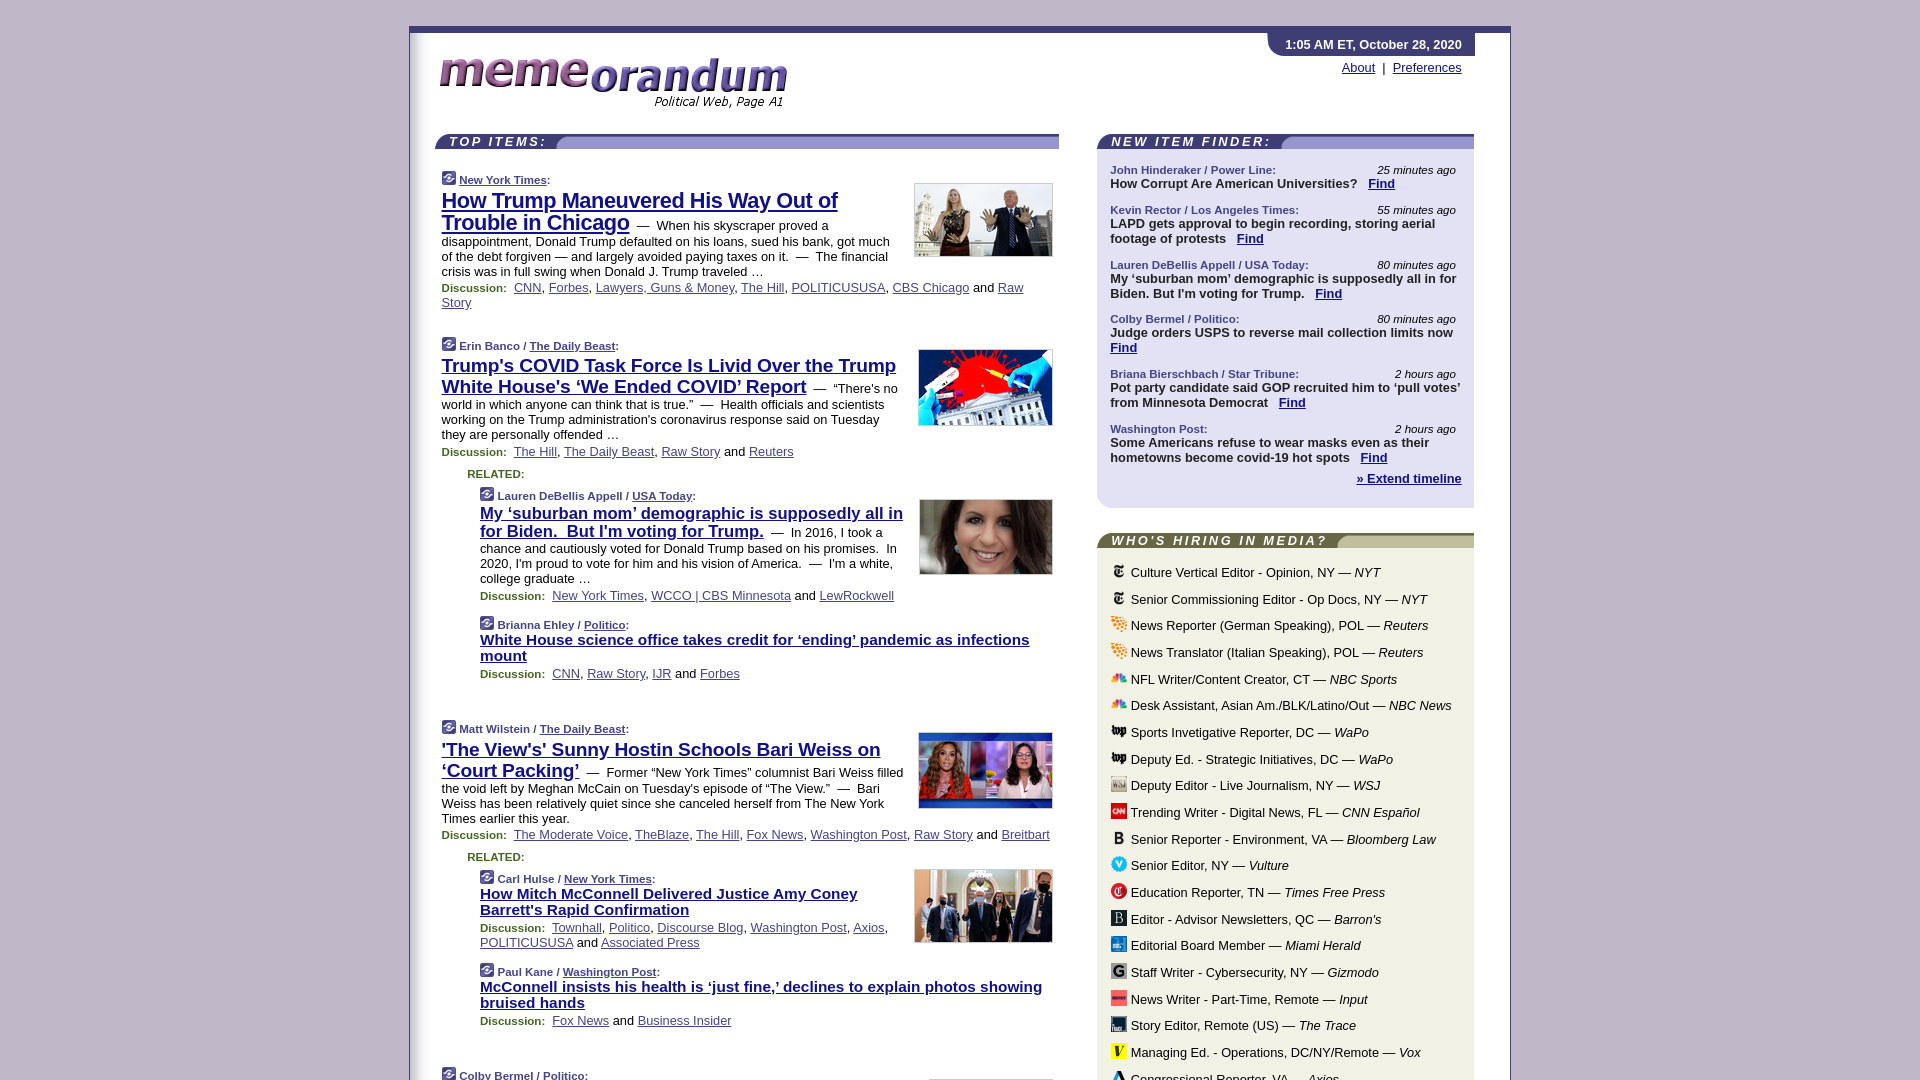 1:05 AM ET, October 28, 2020
memeorandum
Political Web, Page A1
About | Preferences
TOP ITEMS:
New York Times:
How Trump Maneuvered His Way Out of
Trouble in Chicago — When his skyscraper proved a
disappointment, Donald Trump defaulted on his loans, sued his bank, got much
of the debt forgiven — and largely avoided paying taxes on it. — The financial
crisis was in full swing when Donald J. Trump traveled …
Discussion: CNN, Forbes, Lawyers, Guns & Money, The Hill, POLITICUSUSA, CBS Chicago and Raw
Story
Erin Banco / The Daily Beast:
Trump's COVID Task Force Is Livid Over the Trump
White House's ‘We Ended COVID’ Report — “There's no
world in which anyone can think that is true.” — Health officials and scientists
working on the Trump administration's coronavirus response said on Tuesday
they are personally offended …
Discussion: The Hill, The Daily Beast, Raw Story and Reuters
RELATED:
Lauren DeBellis Appell / USA Today:
My ‘suburban mom’ demographic is supposedly all in
for Biden. But I'm voting for Trump. — In 2016, I took a
chance and cautiously voted for Donald Trump based on his promises. In
2020, I'm proud to vote for him and his vision of America. — I'm a white,
college graduate …
Discussion: New York Times, WCCO | CBS Minnesota and LewRockwell
Brianna Ehley / Politico:
White House science office takes credit for ‘ending’ pandemic as infections
mount
Discussion: CNN, Raw Story, IJR and Forbes
Matt Wilstein / The Daily Beast:
'The View's' Sunny Hostin Schools Bari Weiss on
‘Court Packing’ — Former “New York Times” columnist Bari Weiss filled
the void left by Meghan McCain on Tuesday's episode of “The View.” — Bari
Weiss has been relatively quiet since she canceled herself from The New York
Times earlier this year.
Discussion: The Moderate Voice, TheBlaze, The Hill, Fox News, Washington Post, Raw Story and Breitbart
RELATED:
Carl Hulse / New York Times:
How Mitch McConnell Delivered Justice Amy Coney
Barrett's Rapid Confirmation
Discussion: Townhall, Politico, Discourse Blog, Washington Post, Axios,
POLITICUSUSA and Associated Press
Paul Kane / Washington Post:
McConnell insists his health is ‘just fine,’ declines to explain photos showing
bruised hands
Discussion: Fox News and Business Insider
Colby Bermel / Politico:
NEW ITEM FINDER:
John Hinderaker / Power Line: 25 minutes ago
How Corrupt Are American Universities? Find
Kevin Rector / Los Angeles Times: 55 minutes ago
LAPD gets approval to begin recording, storing aerial
footage of protests Find
Lauren DeBellis Appell / USA Today: 80 minutes ago
My ‘suburban mom’ demographic is supposedly all in for
Biden. But I'm voting for Trump. Find
Colby Bermel / Politico: 80 minutes ago
Judge orders USPS to reverse mail collection limits now
Find
Briana Bierschbach / Star Tribune: 2 hours ago
Pot party candidate said GOP recruited him to ‘pull votes’
from Minnesota Democrat Find
Washington Post: 2 hours ago
Some Americans refuse to wear masks even as their
hometowns become covid-19 hot spots Find
» Extend timeline
WHO'S HIRING IN MEDIA?
Culture Vertical Editor - Opinion, NY — NYT
Senior Commissioning Editor - Op Docs, NY — NYT
News Reporter (German Speaking), POL — Reuters
News Translator (Italian Speaking), POL — Reuters
NFL Writer/Content Creator, CT — NBC Sports
Desk Assistant, Asian Am./BLK/Latino/Out — NBC News
Sports Invetigative Reporter, DC — WaPo
Deputy Ed. - Strategic Initiatives, DC — WaPo
Deputy Editor - Live Journalism, NY — WSJ
Trending Writer - Digital News, FL — CNN Español
Senior Reporter - Environment, VA — Bloomberg Law
Senior Editor, NY — Vulture
Education Reporter, TN — Times Free Press
Editor - Advisor Newsletters, QC — Barron's
Editorial Board Member — Miami Herald
Staff Writer - Cybersecurity, NY — Gizmodo
News Writer - Part-Time, Remote — Input
Story Editor, Remote (US) — The Trace
Managing Ed. - Operations, DC/NY/Remote — Vox
Congressional Reporter, VA — Axios